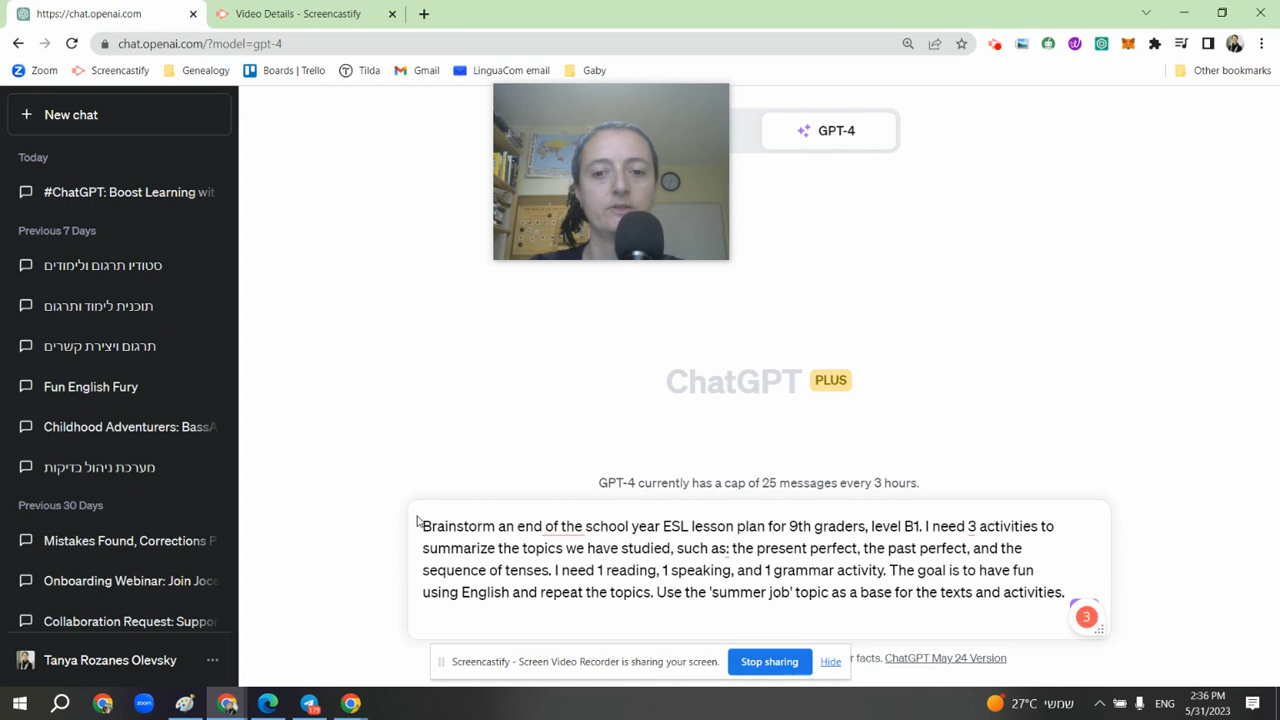 https://chat.openai.com
Video Details - Screencastify
chat.openai.com/?model=gpt-4
Zoom
Screencastify
Genealogy
Boards | Trello
Tilda
Gmail
LinguaCom email
Gaby
Other bookmarks
New chat
GPT-4
Today
#ChatGPT: Boost Learning wit
Previous 7 Days
סטודיו תרגום ולימודים
תוכנית לימוד ותרגום
תרגום ויצירת קשרים
Fun English Fury
Childhood Adventurers: BassA
מערכת ניהול בדיקות
Previous 30 Days
Mistakes Found, Corrections P
Onboarding Webinar: Join Joce
Collaboration Request: Suppor
Tanya Rozanes Olevsky
ChatGPT PLUS
GPT-4 currently has a cap of 25 messages every 3 hours.
Brainstorm an end of the school year ESL lesson plan for 9th graders, level B1. I need 3 activities to
summarize the topics we have studied, such as: the present perfect, the past perfect, and the
sequence of tenses. I need 1 reading, 1 speaking, and 1 grammar activity. The goal is to have fun
using English and repeat the topics. Use the 'summer job' topic as a base for the texts and activities.
3
Screencastify - Screen Video Recorder is sharing your screen.
Stop sharing
Hide
r facts. ChatGPT May 24 Version
zoom
179
27°C שמשי
ENG
2:36 PM
5/31/2023